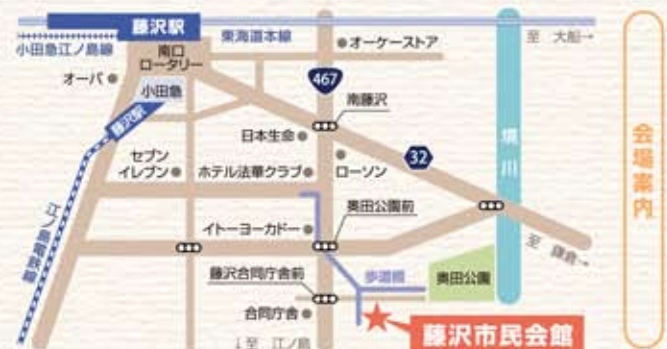 藤沢駅
小田急江ノ島線
東海道本線
至 大船→
南口
ロータリー
オーケーストア
オーパ
小田急
467
南藤沢
藤沢駅
日本生命
境川
セブン
イレブン
ホテル法華クラブ
ローソン
32
江ノ島電鉄線
イトーヨーカドー
奥田公園前
至 鎌倉→
藤沢合同庁舎前
歩道橋
奥田公園
合同庁舎
藤沢市民会館
↓至 江ノ島
会場案内